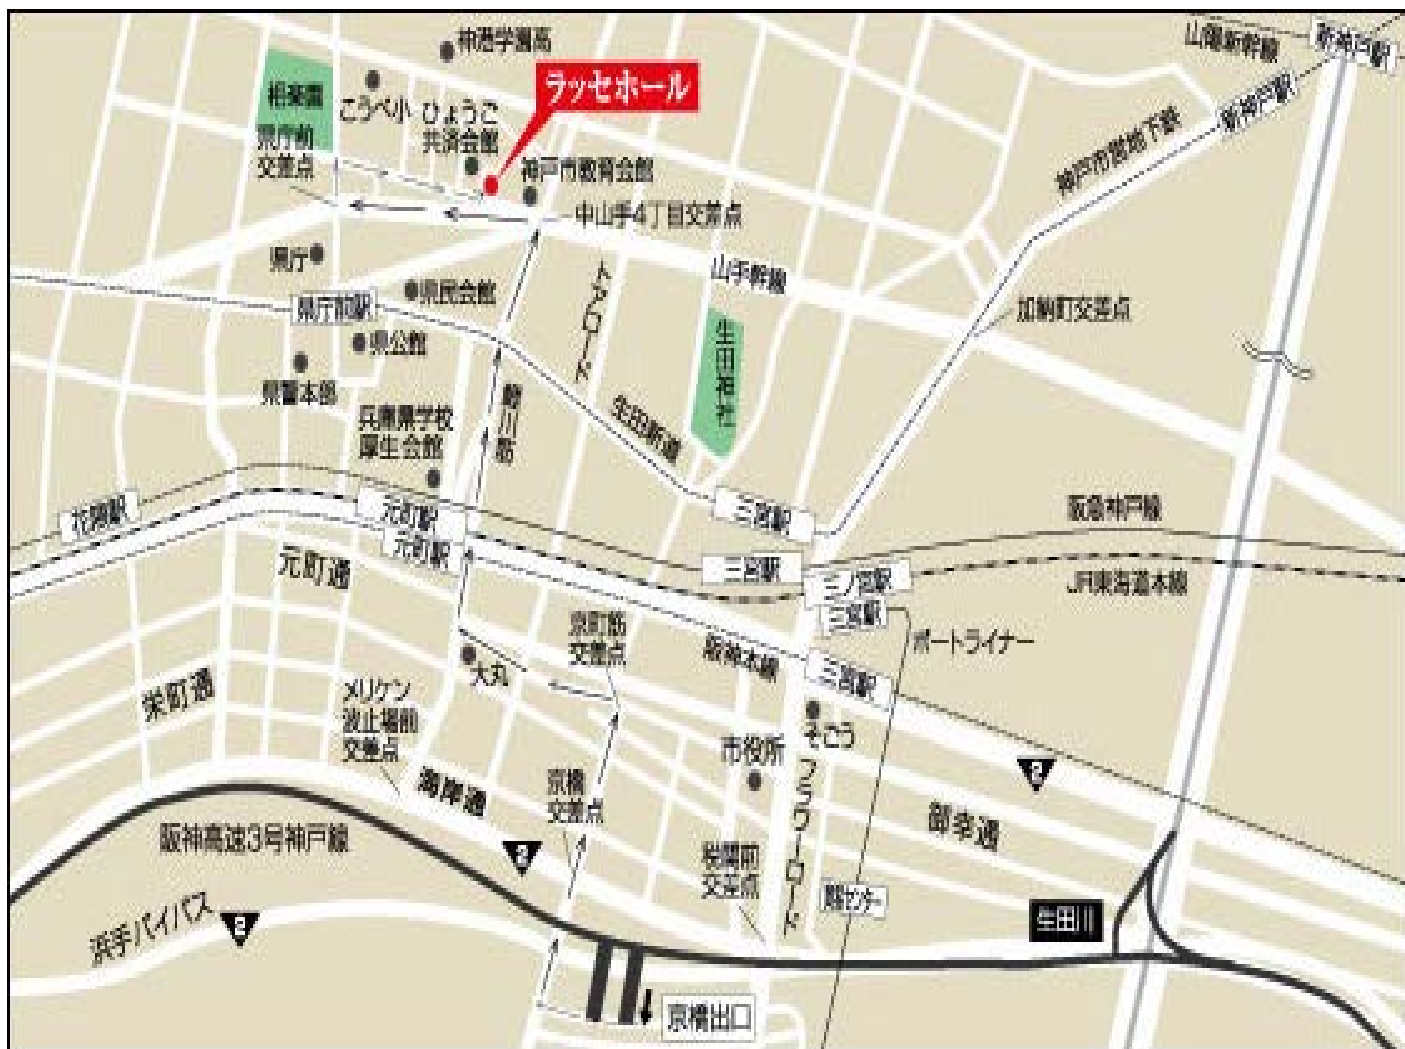 神港学園高
山陽新幹線
新神戸駅
ラッセホール
相楽園
こうべ小
ひょうご
共済会館
県庁前
交差点
神戸市教育会館
新神戸駅
神戸市営地下鉄
中山手4丁目交差点
県庁
山手幹線
トアロード
県民会館
県庁前駅
加納町交差点
県公館
生田神社
県警本部
兵庫県学校
厚生会館
鯉川筋
生田新道
花隈駅
元町駅
元町駅
三宮駅
阪急神戸線
三宮駅
三ノ宮駅
JR東海道本線
三宮駅
元町通
京町筋
交差点
阪神本線
ポートライナー
大丸
三宮駅
栄町通
メリケン
波止場前
交差点
そごう
市役所
2
海岸通
京橋
交差点
フラワーロード
御幸通
阪神高速3号神戸線
2
税関前
交差点
浜手バイパス
2
貿易センター
生田川
京橋出口